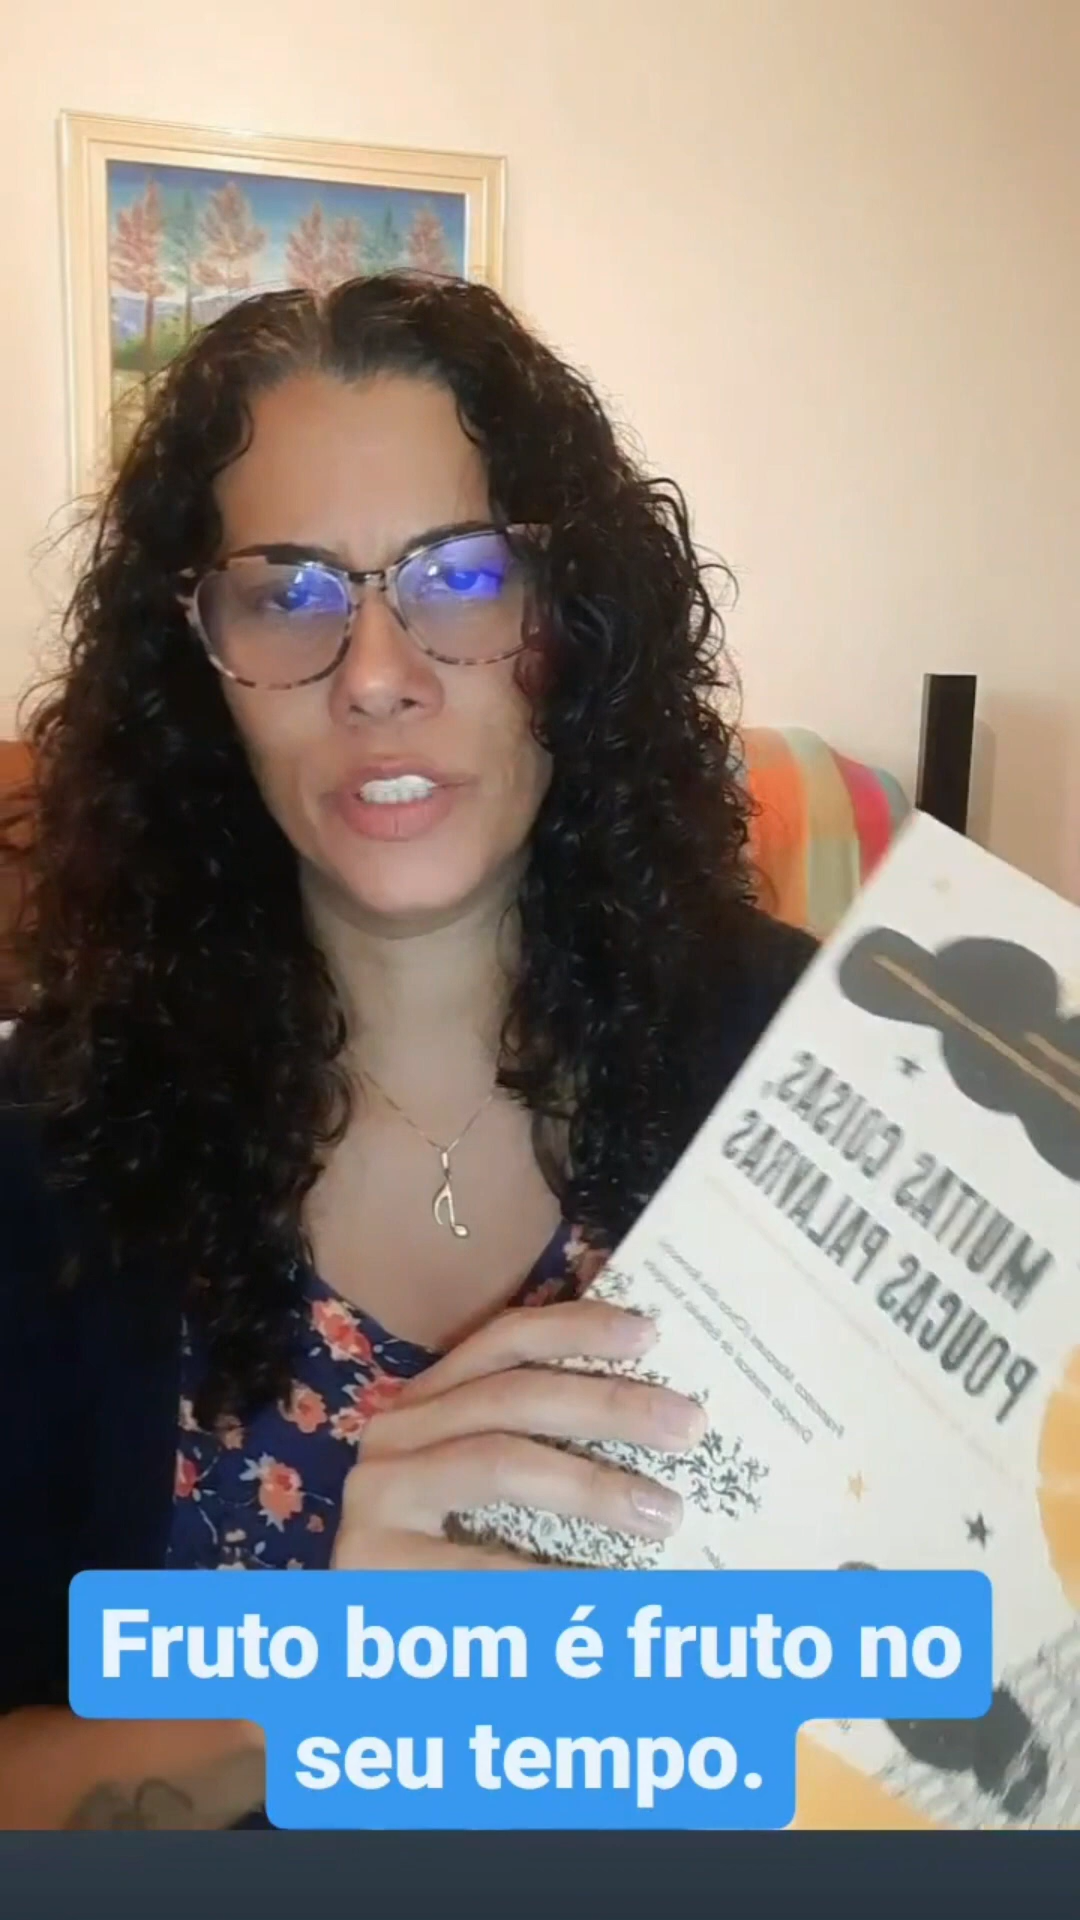 MUITAS COISAS,
POUCAS PALAVRAS
Fruto bom é fruto no
seu tempo.